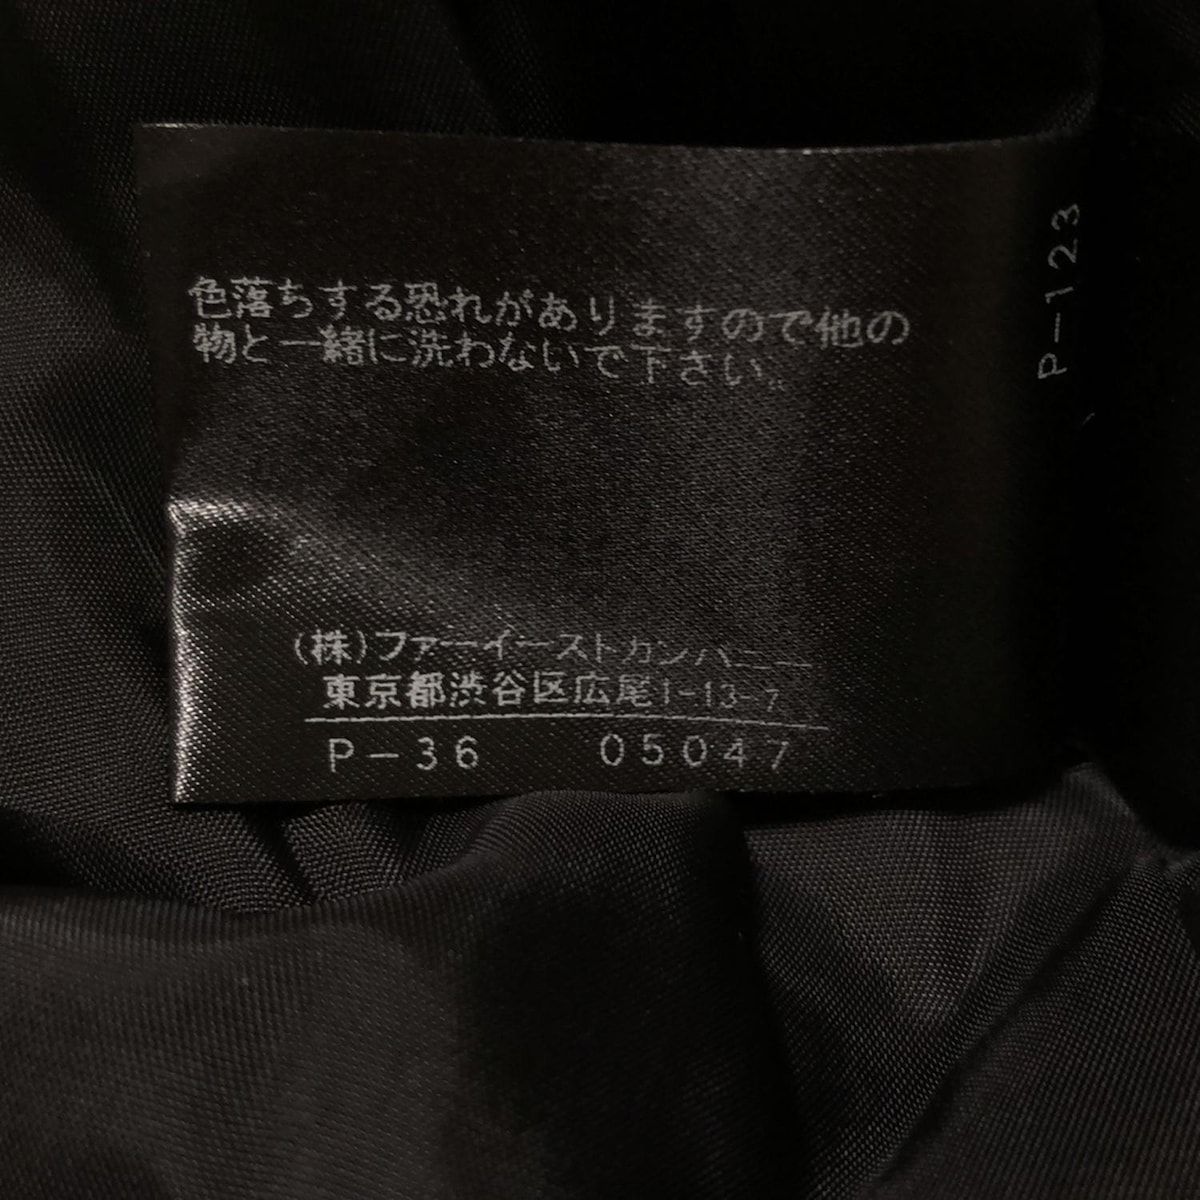 色落ちする恐れがありますので他の
物と一緒に洗わないで下さい。
(株)ファーイーストカンパニー
東京都渋谷区広尾1-13-7
P-36 05047
P-123